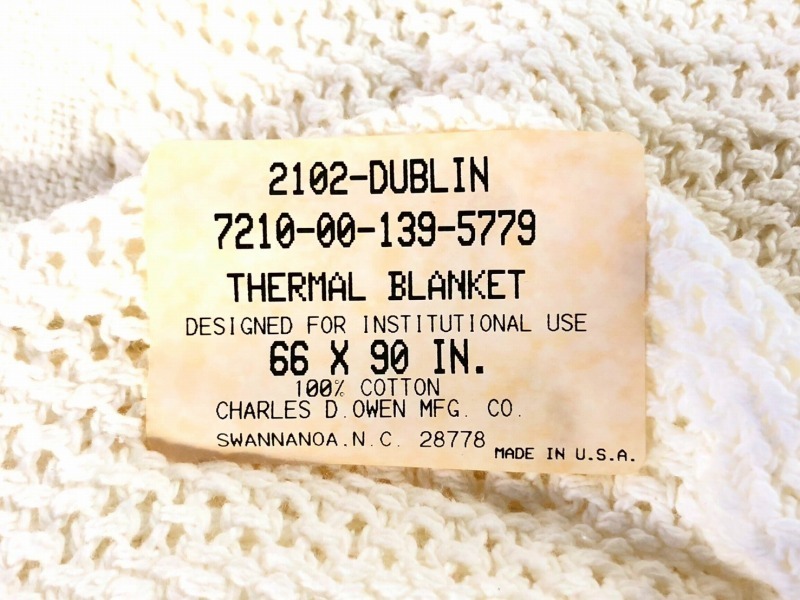 2102-DUBLIN
7210-00-139-5779
THERMAL BLANKET
DESIGNED FOR INSTITUTIONAL USE
66 X 90 IN.
100% COTTON
CHARLES D.OWEN MFG. CO.
SWANNANOA.N.C. 28778
MADE IN U.S.A.